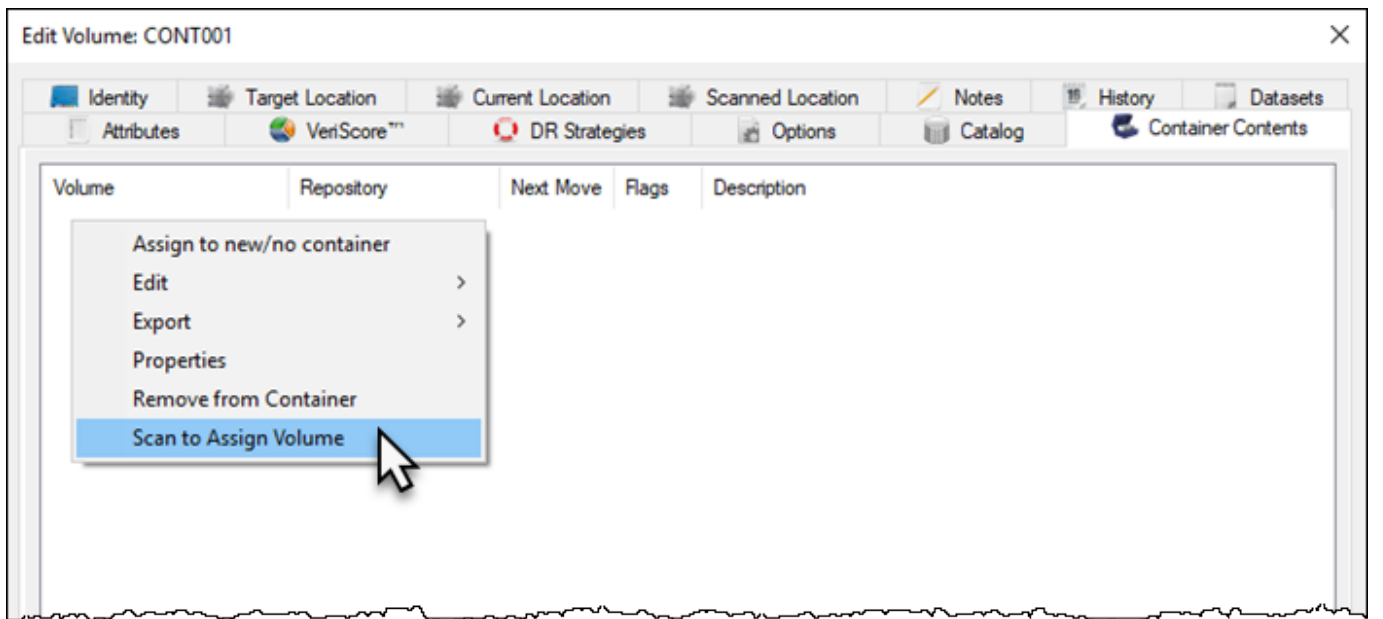 Edit Volume: CONT001
Identity Target Location Current Location Scanned Location Notes History Datasets
Attributes VeriScore™ DR Strategies Options Catalog Container Contents
Volume Repository Next Move Flags Description
Assign to new/no container
Edit
Export
Properties
Remove from Container
Scan to Assign Volume